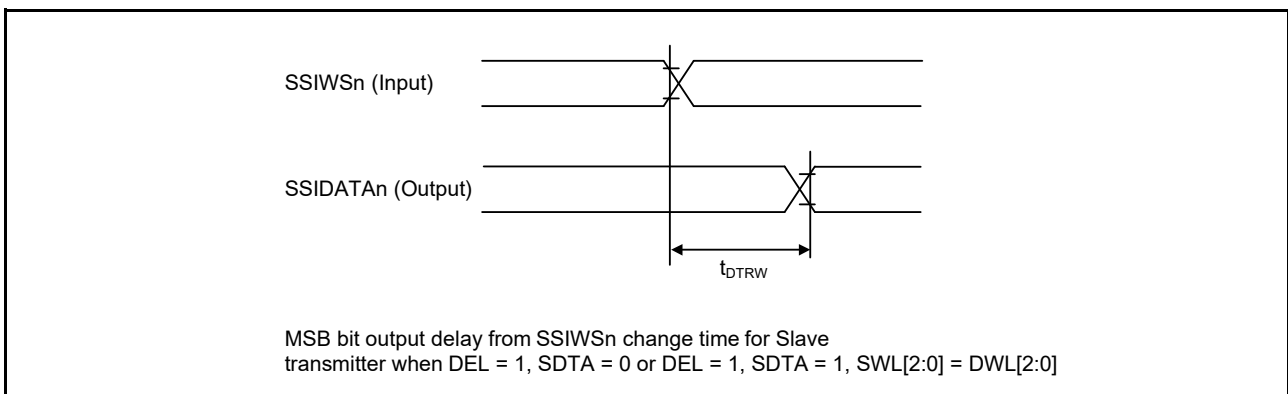 SSIWSn (Input)
SSIDATAn (Output)
tDTRW
MSB bit output delay from SSIWSn change time for Slave
transmitter when DEL = 1, SDTA = 0 or DEL = 1, SDTA = 1, SWL[2:0] = DWL[2:0]